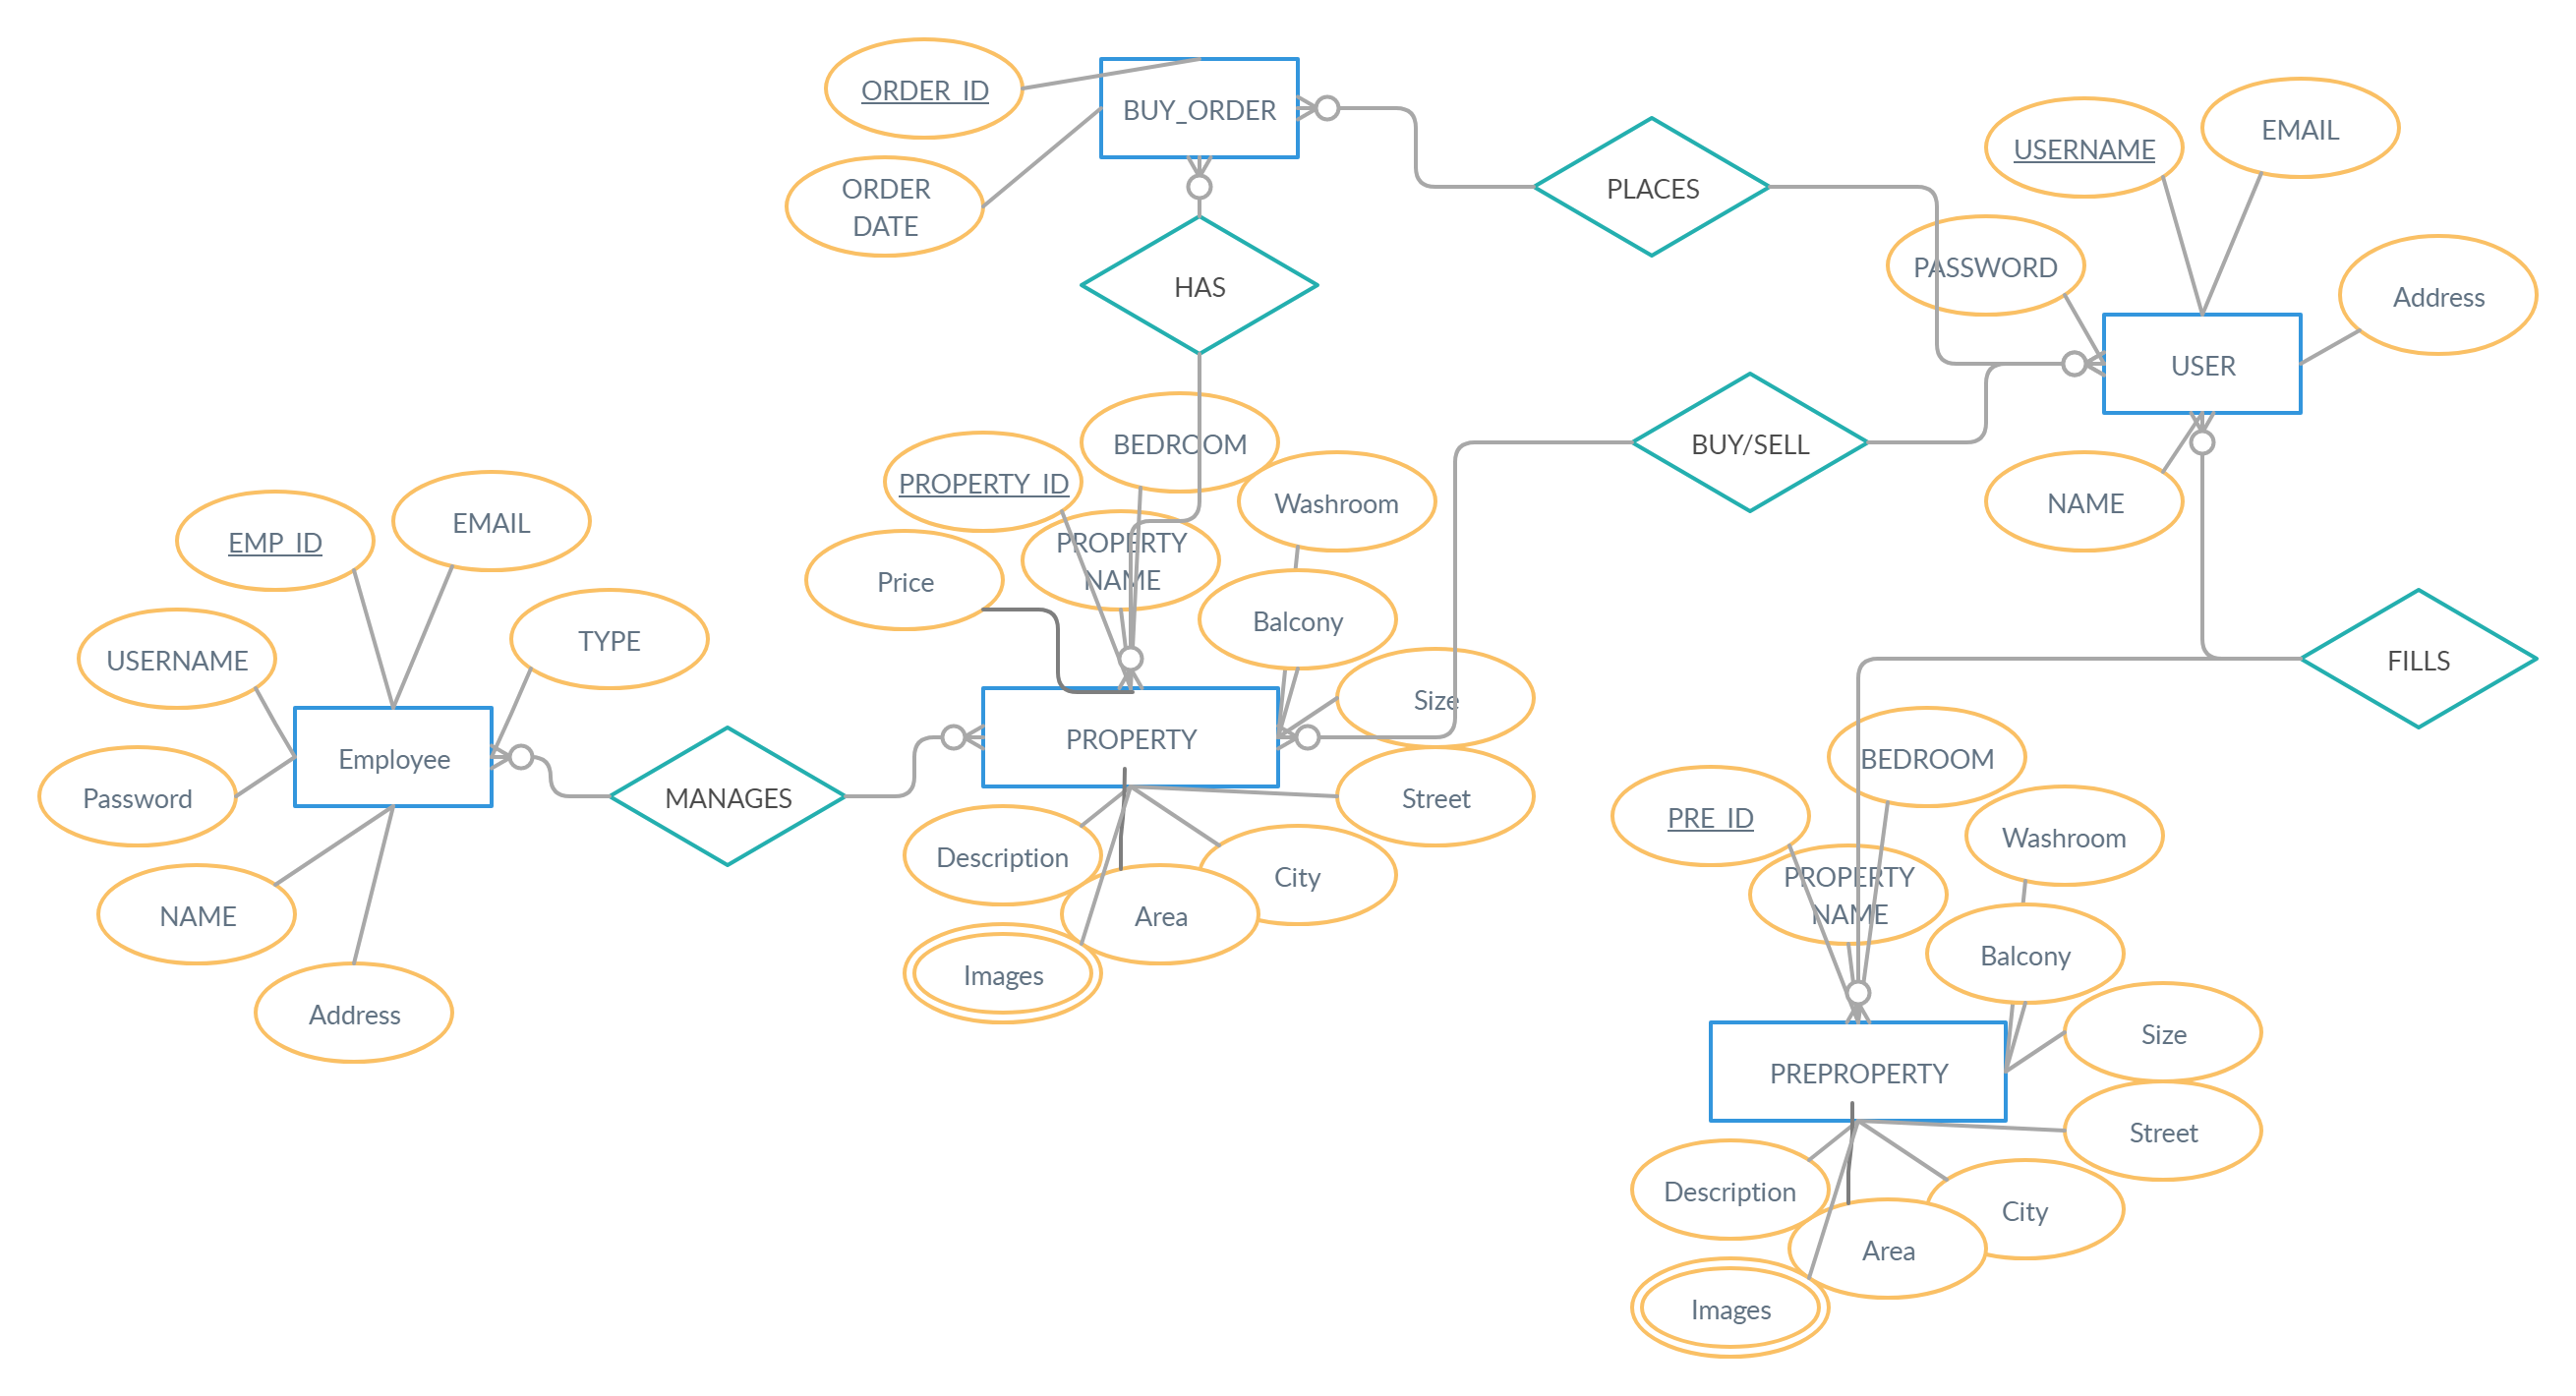 ORDER_ID
BUY_ORDER
ORDER
DATE
PLACES
USERNAME
EMAIL
HAS
PASSWORD
Address
USER
BEDROOM
BUY/SELL
PROPERTY_ID
Washroom
NAME
EMP_ID
EMAIL
PROPERTY
NAME
Price
Balcony
USERNAME
TYPE
FILLS
Size
PROPERTY
Employee
BEDROOM
Password
MANAGES
Street
PRE_ID
Washroom
Description
City
PROPERTY
NAME
NAME
Area
Balcony
Images
Address
Size
PREPROPERTY
Street
Description
City
Area
Images